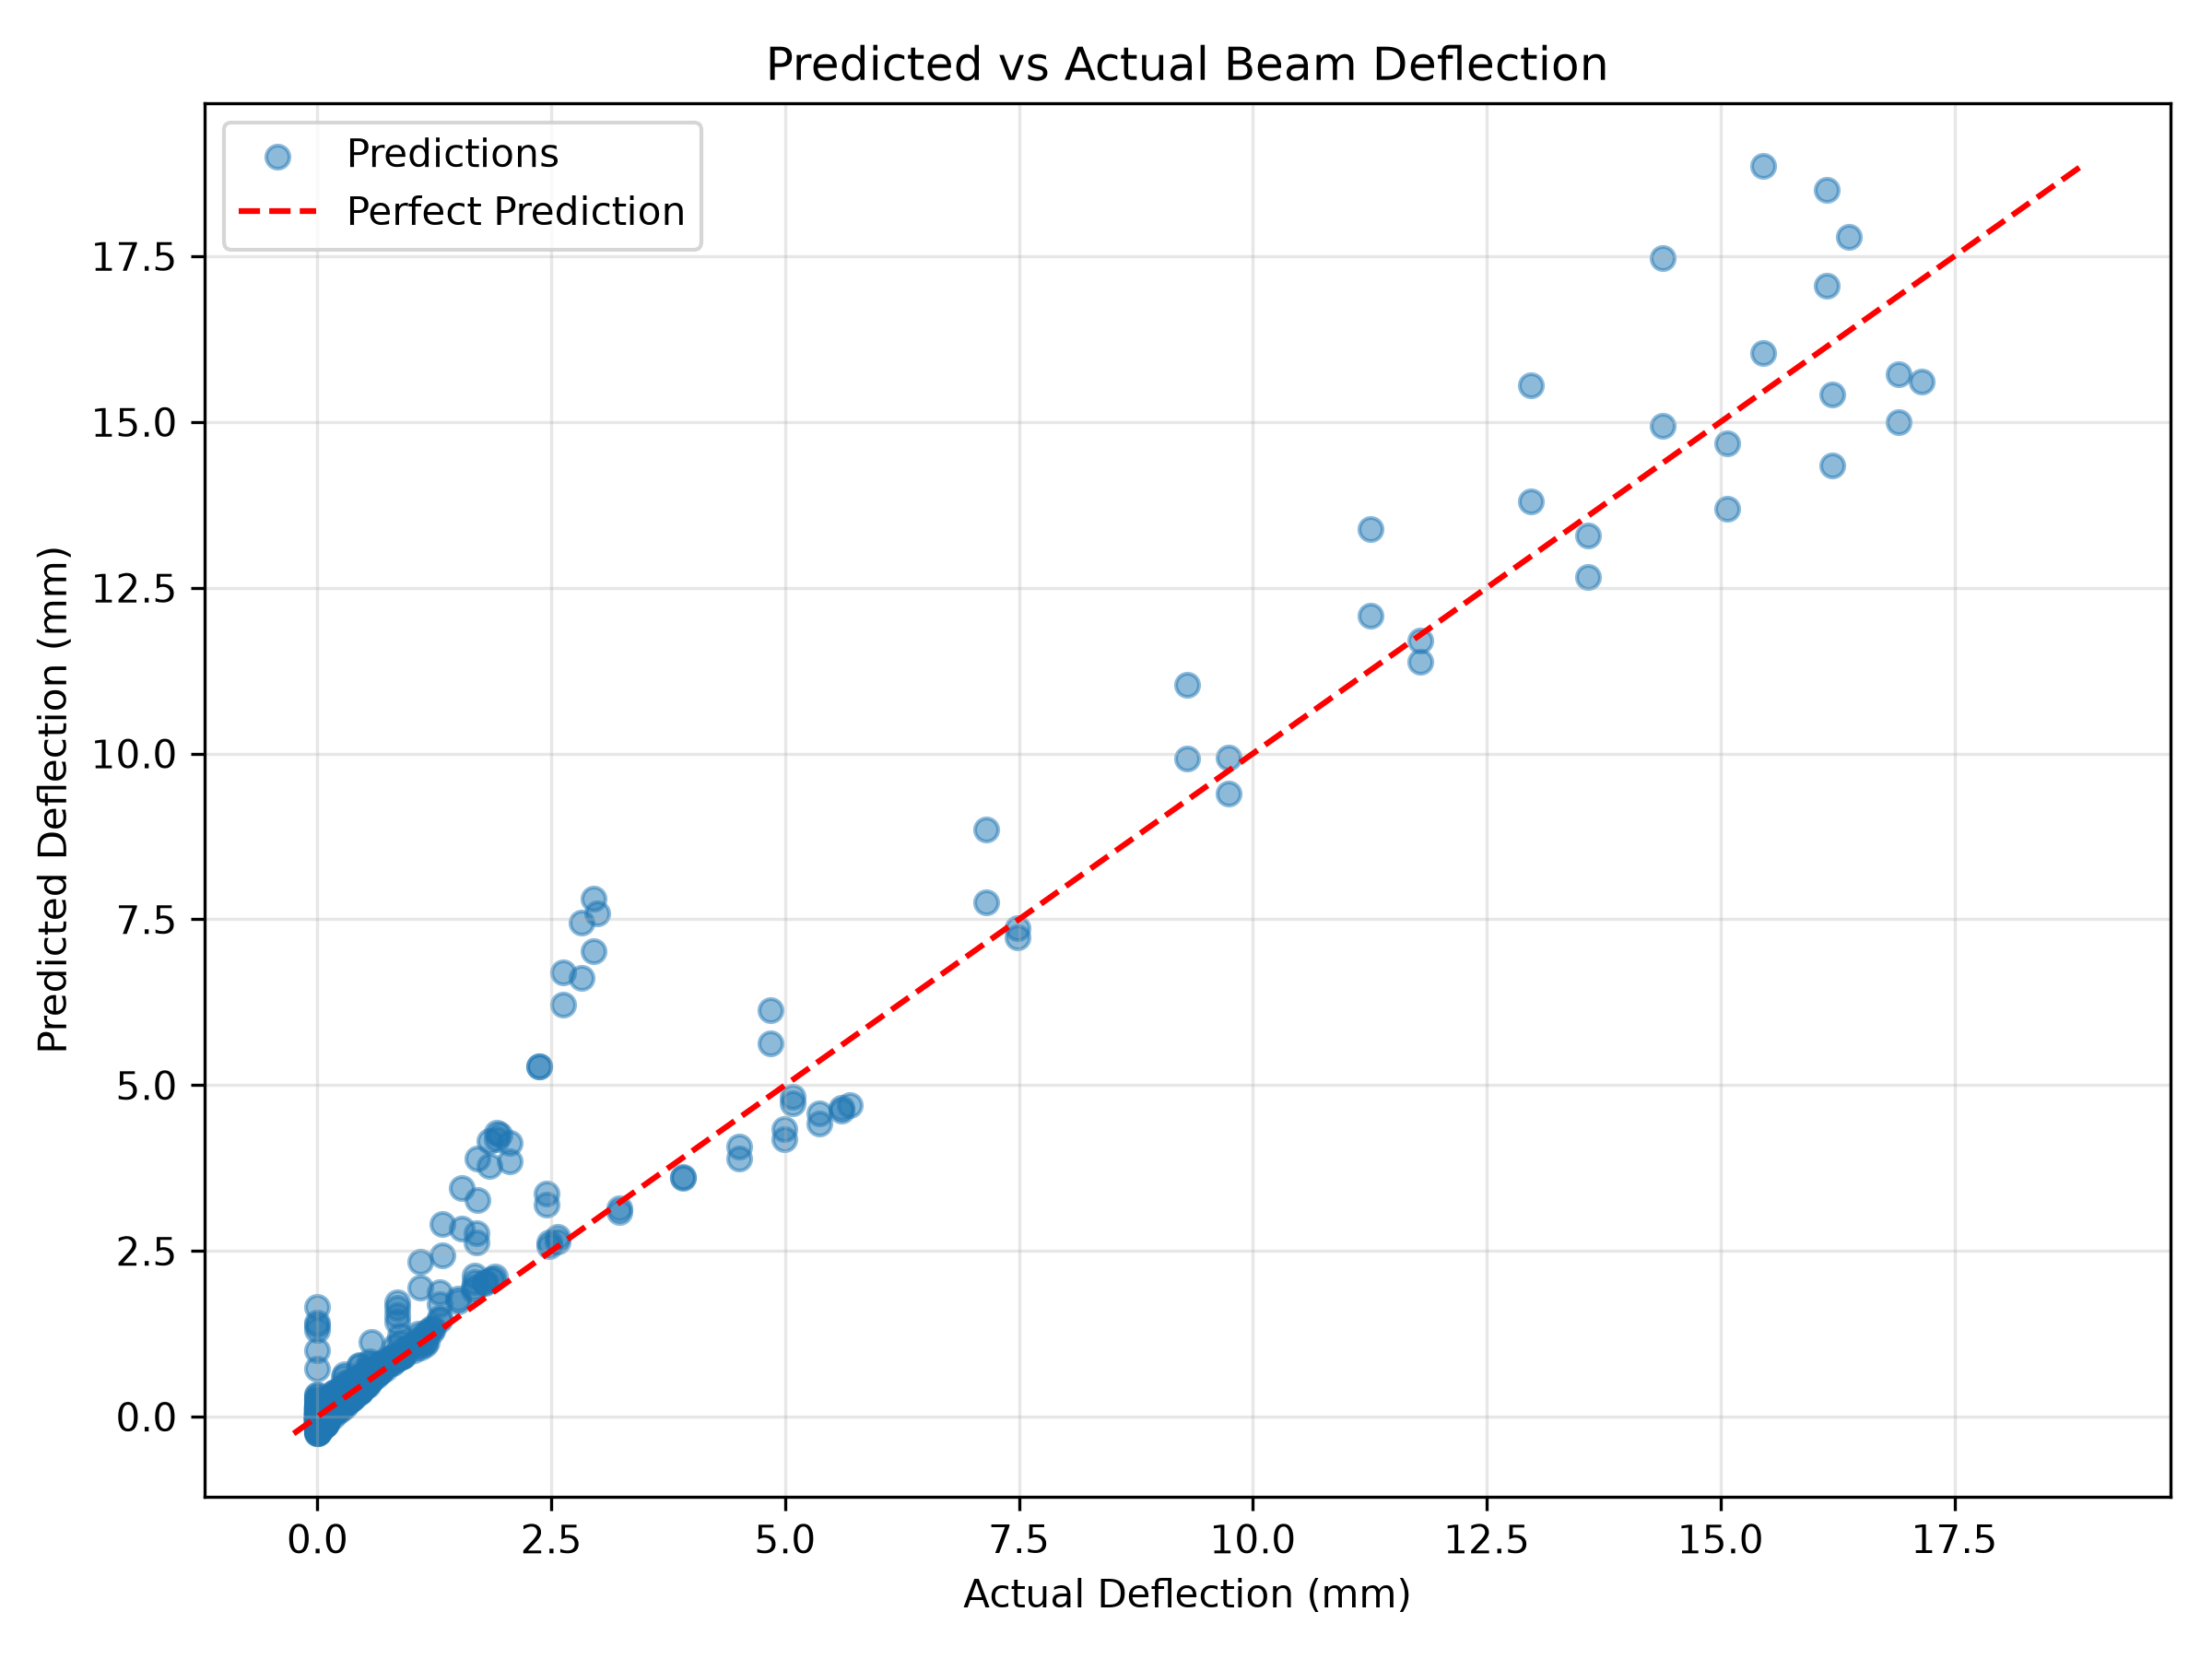 Predicted vs Actual Beam Deflection
Predictions
Perfect Prediction
Predicted Deflection (mm)
17.5
15.0
12.5
10.0
7.5
5.0
2.5
0.0
0.0 2.5 5.0 7.5 10.0 12.5 15.0 17.5
Actual Deflection (mm)